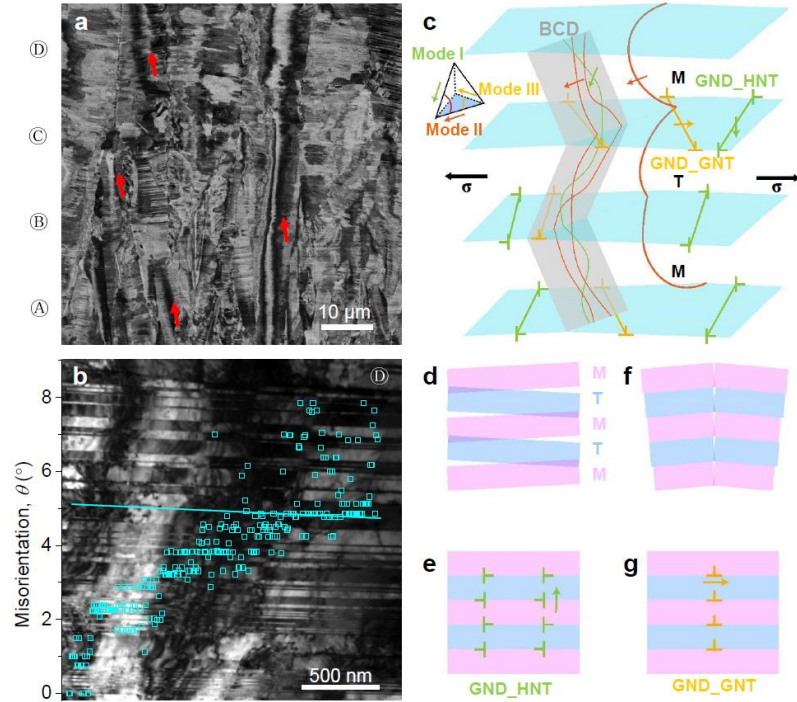 a
Ⓓ
Ⓒ
Ⓑ
Ⓐ
10 μm
b
Ⓓ
8
6
4
2
0
Misorientation, θ (°)
500 nm
c
BCD
Mode I
Mode III
Mode II
M
GND_HNT
GND_GNT
T
σ
σ
M
d
M
T
M
T
M
f
e
GND_HNT
g
GND_GNT